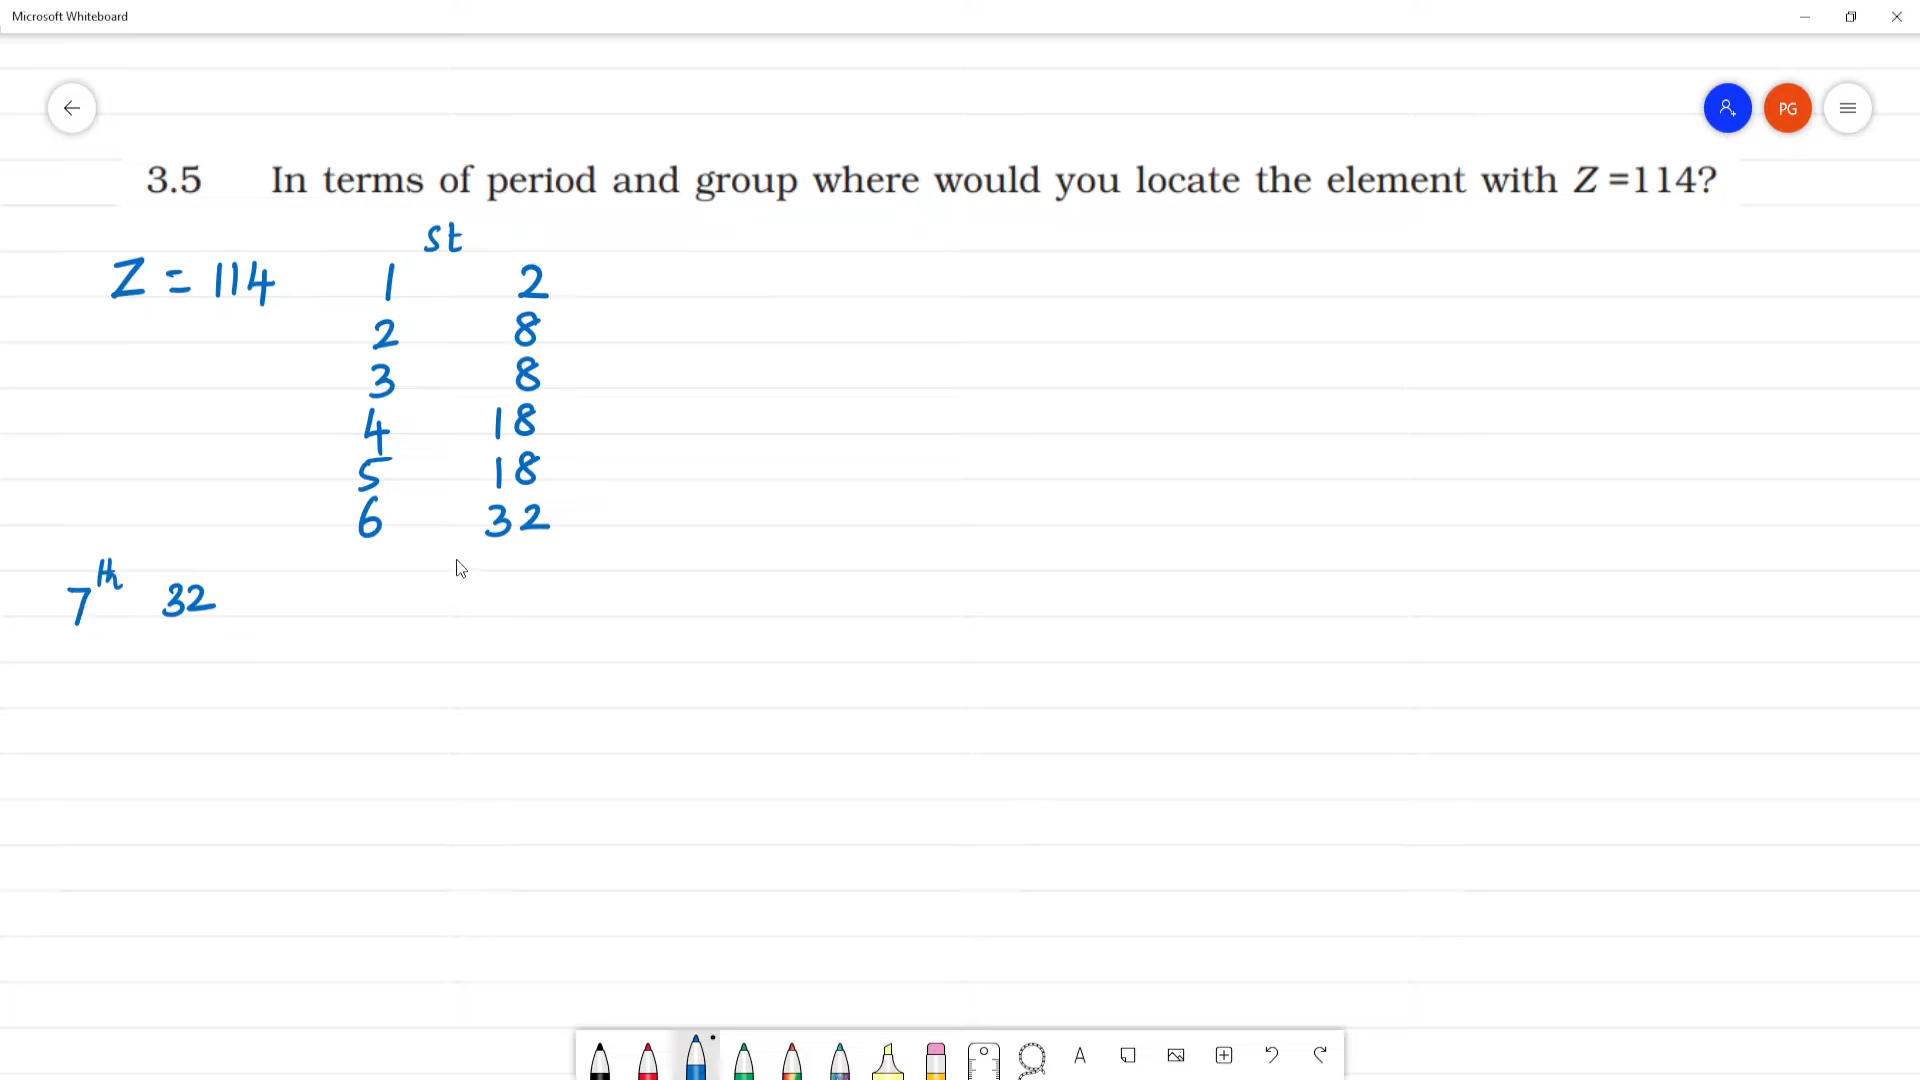 Microsoft Whiteboard
PG
3.5 In terms of period and group where would you locate the element with Z =114?
st
Z = 114 1 2
2 8
3 8
4 18
5 18
6 32
7th 32
A